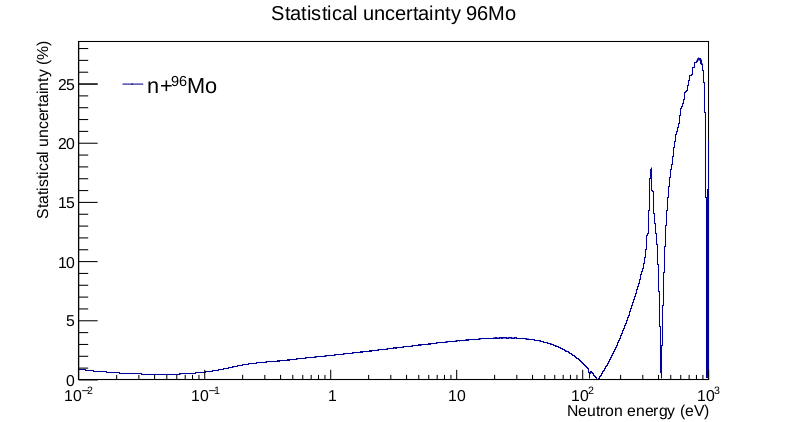 Statistical uncertainty 96Mo
Statistical uncertainty (%)
n+⁹⁶Mo
25
20
15
10
5
0
10⁻² 10⁻¹ 1 10 10² 10³
Neutron energy (eV)